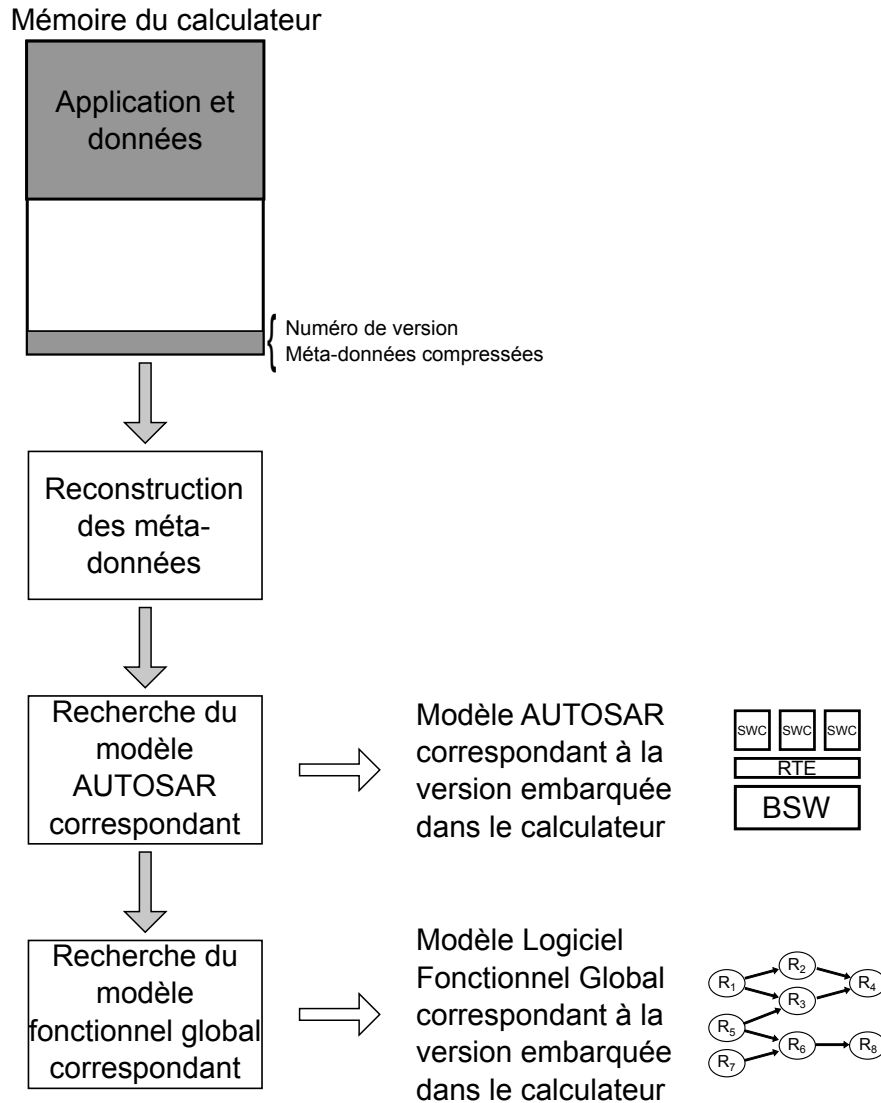 Mémoire du calculateur
Application et
données
Numéro de version
Méta-données compressées
Reconstruction
des méta-
données
Recherche du
modèle
AUTOSAR
correspondant
Modèle AUTOSAR
correspondant à la
version embarquée
dans le calculateur
SWC SWC SWC
RTE
BSW
Recherche du
modèle
fonctionnel global
correspondant
Modèle Logiciel
Fonctionnel Global
correspondant à la
version embarquée
dans le calculateur
R2
R1 R4
R3
R5
R6 R8
R7